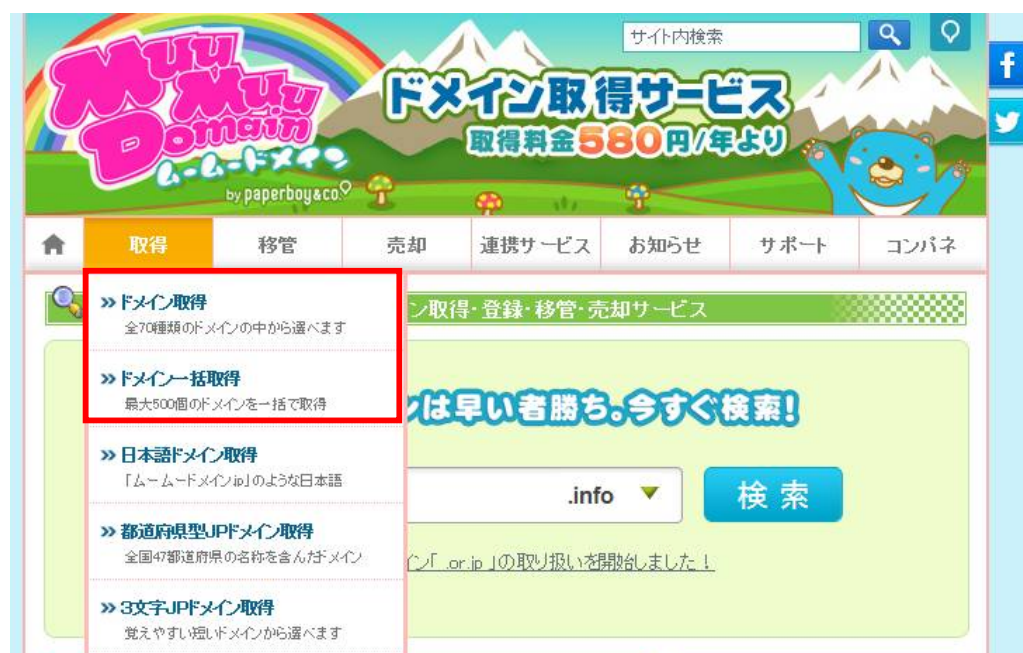 サイト内検索
Muu
Muu
Domain
ムームードメイン
by paperboy&co.
ドメイン取得サービス
取得料金580円/年より
取得 移管 売却 連携サービス お知らせ サポート コンパネ
»ドメイン取得
全70種類のドメインの中から選べます
ン取得・登録・移管・売却サービス
»ドメイン一括取得
最大500個のドメインを一括で取得
ンは早い者勝ち。今すぐ検索!
»日本語ドメイン取得
「ムームードメイン.jp」のような日本語
.info 検索
»都道府県型JPドメイン取得
全国47都道府県の名称を含んだドメイン
イン「.or.jp」の取り扱いを開始しました!
»3文字JPドメイン取得
覚えやすい短いドメインから選べます
f